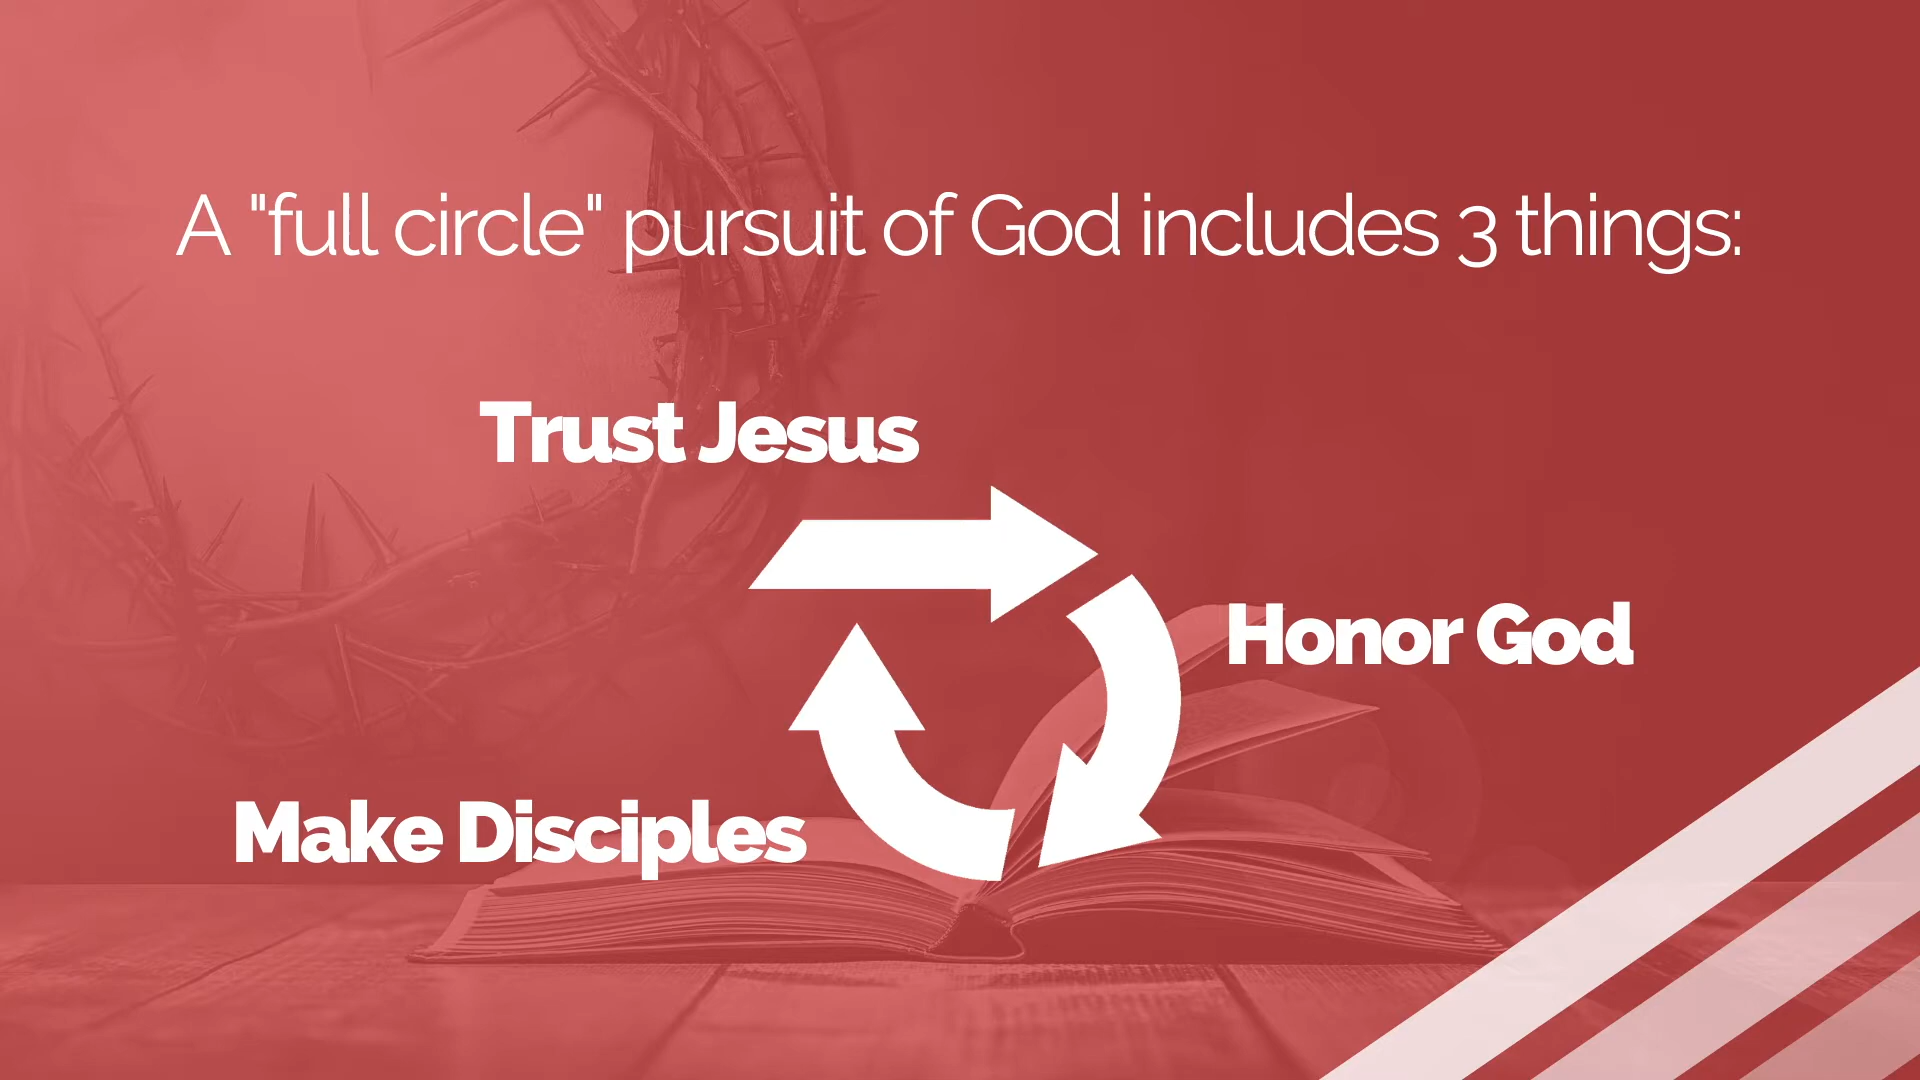 A "full circle" pursuit of God includes 3 things:
Trust Jesus
Honor God
Make Disciples